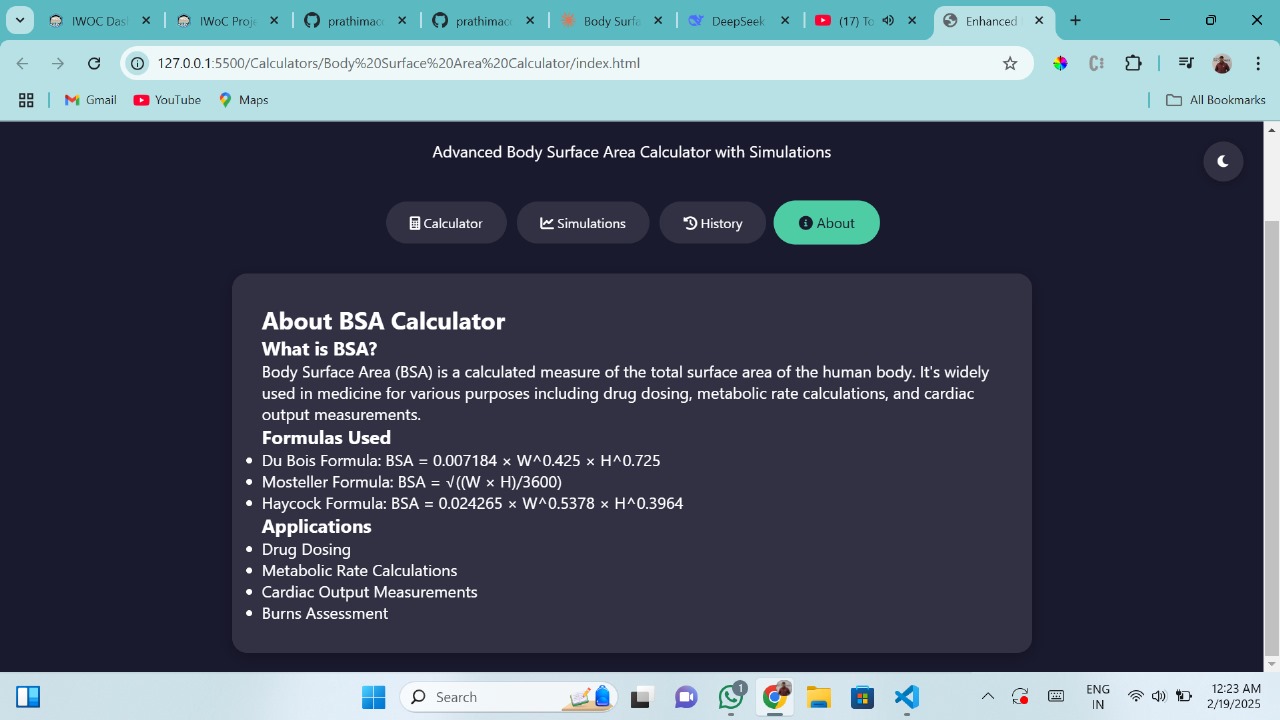 IWOC Das
IWoC Proje
prathimac
prathimac
Body Surfa
DeepSeek
(17) To
Enhanced
127.0.0.1:5500/Calculators/Body%20Surface%20Area%20Calculator/index.html
Gmail
YouTube
Maps
All Bookmarks
Advanced Body Surface Area Calculator with Simulations
Calculator
Simulations
History
About
About BSA Calculator
What is BSA?
Body Surface Area (BSA) is a calculated measure of the total surface area of the human body. It's widely
used in medicine for various purposes including drug dosing, metabolic rate calculations, and cardiac
output measurements.
Formulas Used
• Du Bois Formula: BSA = 0.007184 × W^0.425 × H^0.725
• Mosteller Formula: BSA = √((W × H)/3600)
• Haycock Formula: BSA = 0.024265 × W^0.5378 × H^0.3964
Applications
• Drug Dosing
• Metabolic Rate Calculations
• Cardiac Output Measurements
• Burns Assessment
Search
1
ENG
IN
12:23 AM
2/19/2025